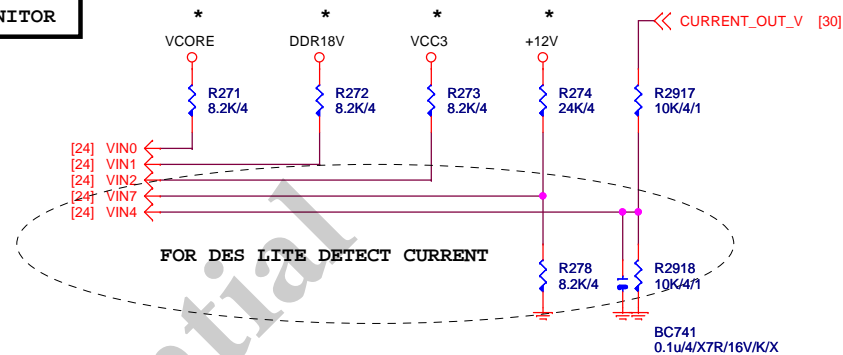 NITOR
* * * *
VCORE DDR18V VCC3 +12V
CURRENT_OUT_V [30]
R271
8.2K/4
R272
8.2K/4
R273
8.2K/4
R274
24K/4
R2917
10K/4/1
[24] VIN0
[24] VIN1
[24] VIN2
[24] VIN7
[24] VIN4
FOR DES LITE DETECT CURRENT
R278
8.2K/4
R2918
10K/4/1
BC741
0.1u/4/X7R/16V/K/X
tial